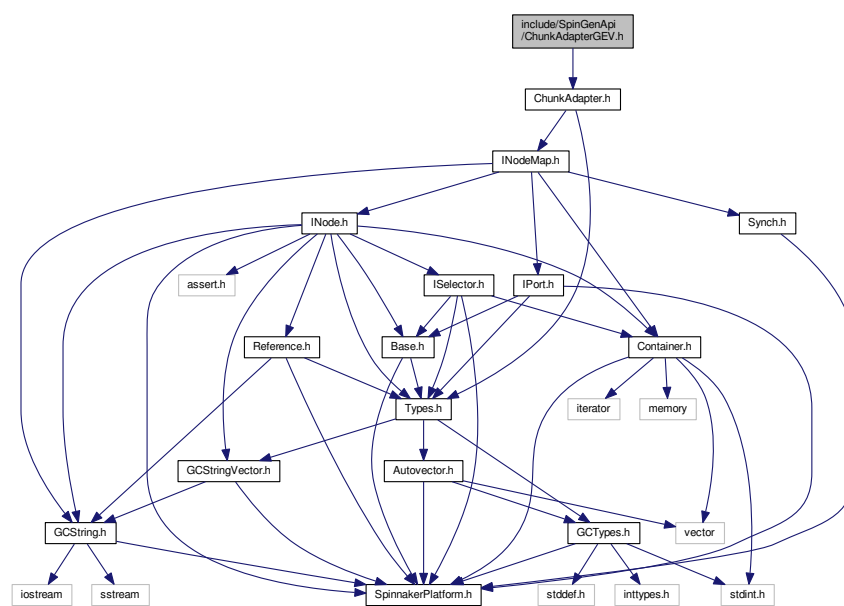 include/SpinGenApi
/ChunkAdapterGEV.h
ChunkAdapter.h
INodeMap.h
INode.h
Synch.h
assert.h
ISelector.h
IPort.h
Reference.h
Base.h
Container.h
Types.h
iterator
memory
GCStringVector.h
Autovector.h
GCString.h
GCTypes.h
vector
iostream
sstream
SpinnakerPlatform.h
stddef.h
inttypes.h
stdint.h